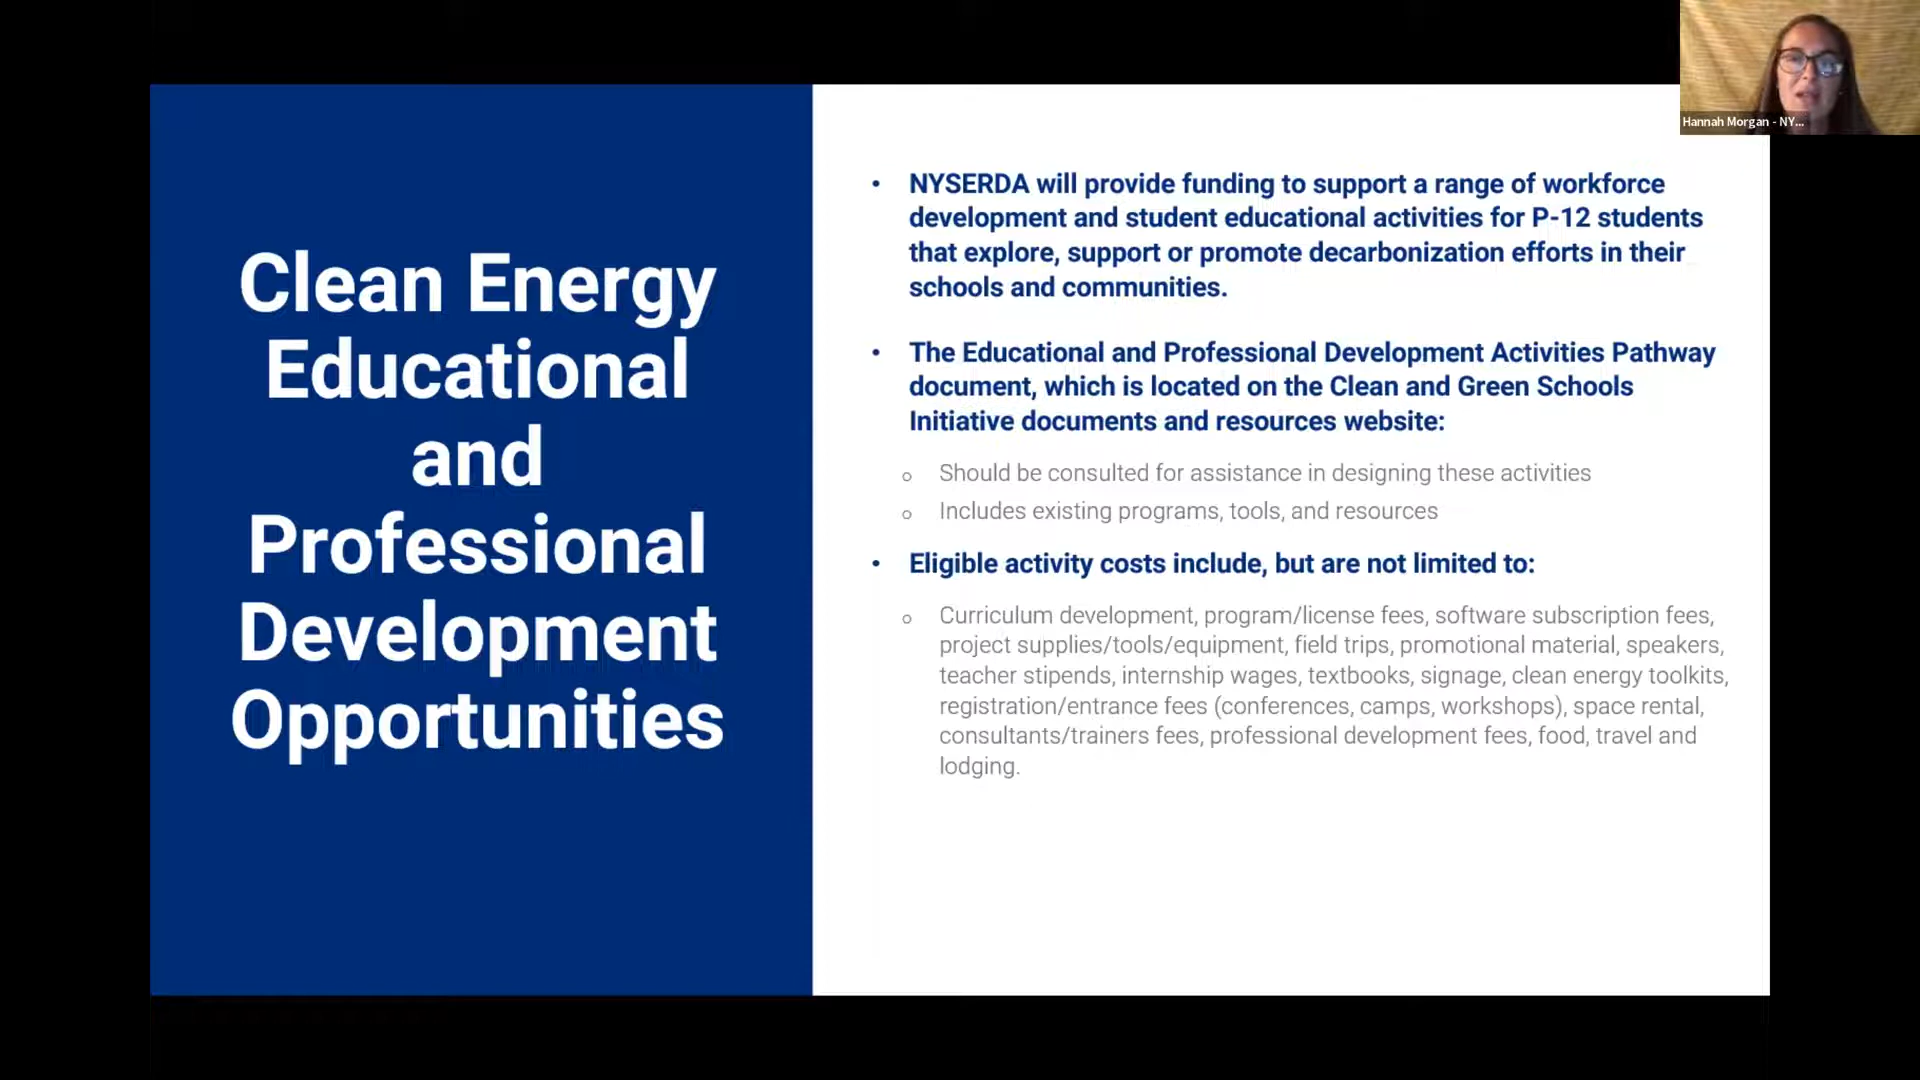 Hannah Morgan - NY...
Clean Energy
Educational
and
Professional
Development
Opportunities
• NYSERDA will provide funding to support a range of workforce
development and student educational activities for P-12 students
that explore, support or promote decarbonization efforts in their
schools and communities.
• The Educational and Professional Development Activities Pathway
document, which is located on the Clean and Green Schools
Initiative documents and resources website:
o Should be consulted for assistance in designing these activities
o Includes existing programs, tools, and resources
• Eligible activity costs include, but are not limited to:
o Curriculum development, program/license fees, software subscription fees,
project supplies/tools/equipment, field trips, promotional material, speakers,
teacher stipends, internship wages, textbooks, signage, clean energy toolkits,
registration/entrance fees (conferences, camps, workshops), space rental,
consultants/trainers fees, professional development fees, food, travel and
lodging.